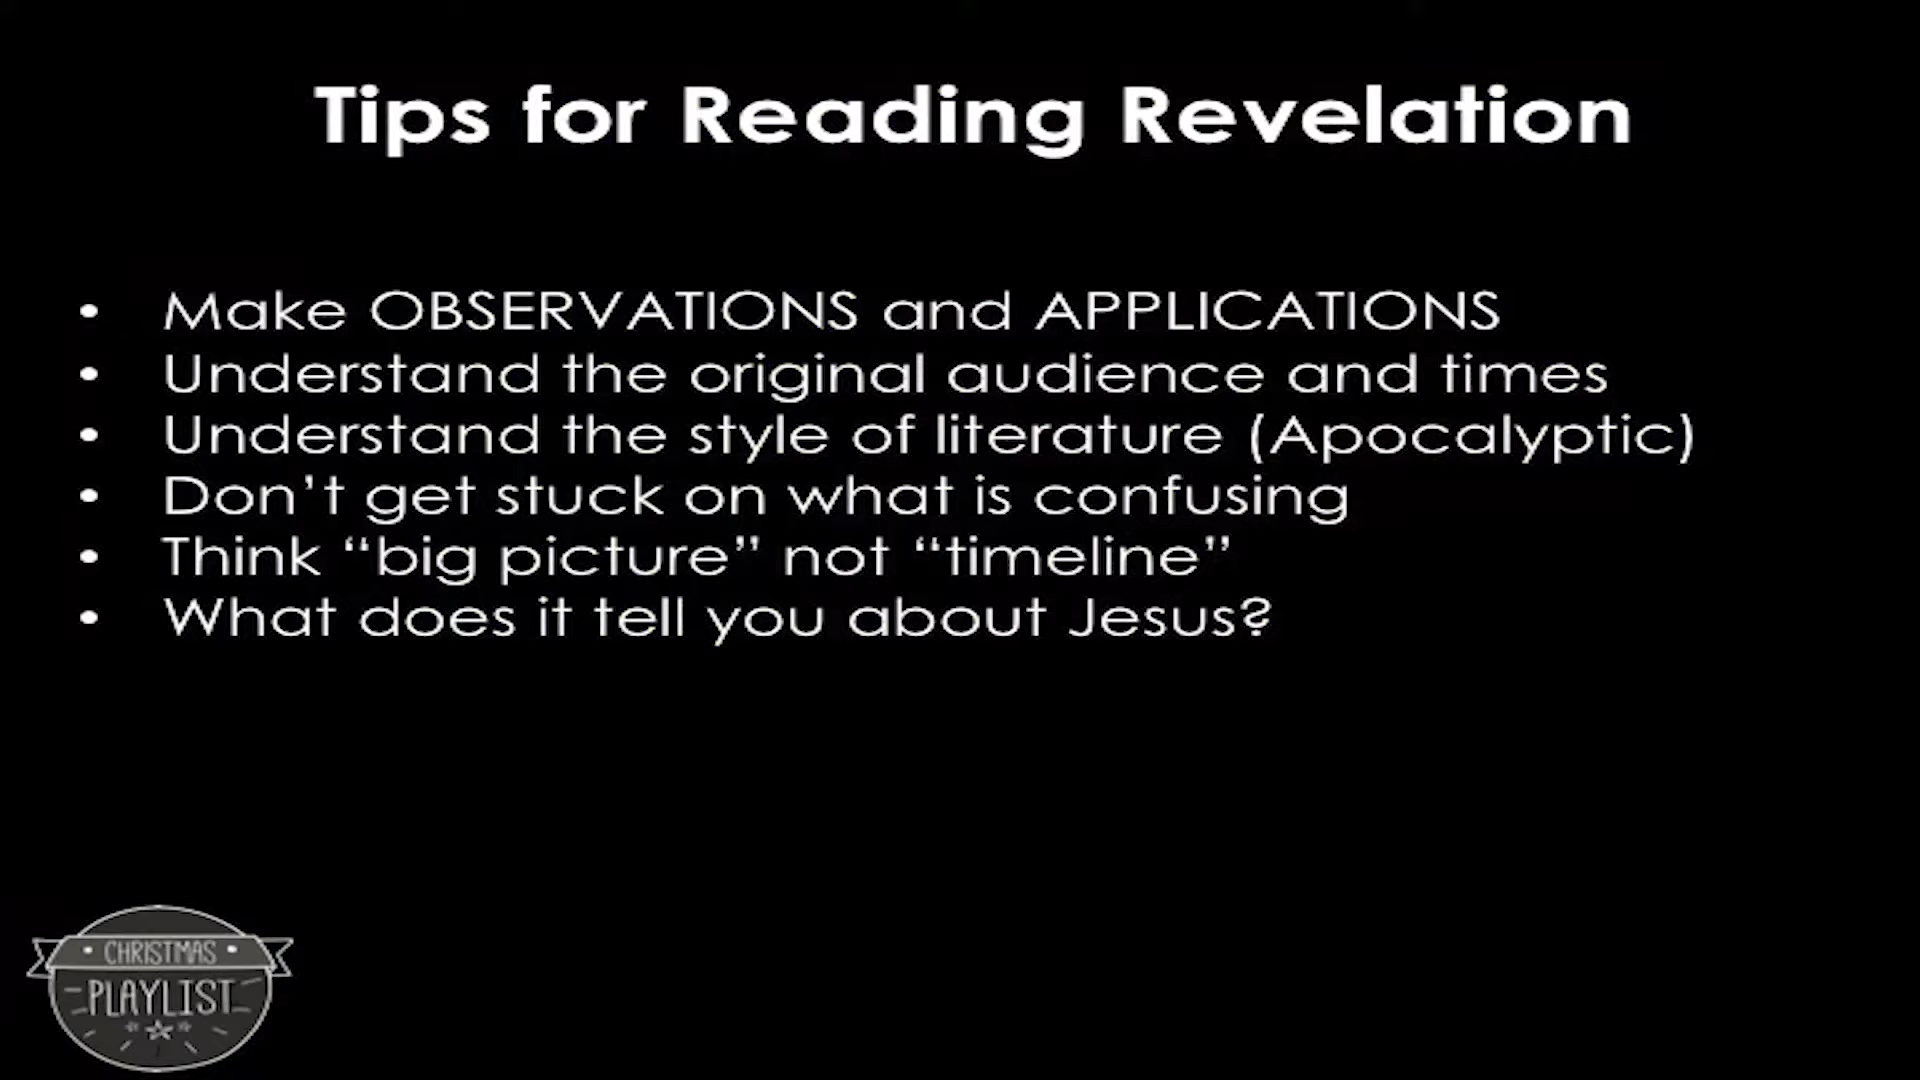 Tips for Reading Revelation
• Make OBSERVATIONS and APPLICATIONS
• Understand the original audience and times
• Understand the style of literature (Apocalyptic)
• Don’t get stuck on what is confusing
• Think “big picture” not “timeline”
• What does it tell you about Jesus?
• CHRISTMAS •
PLAYLIST